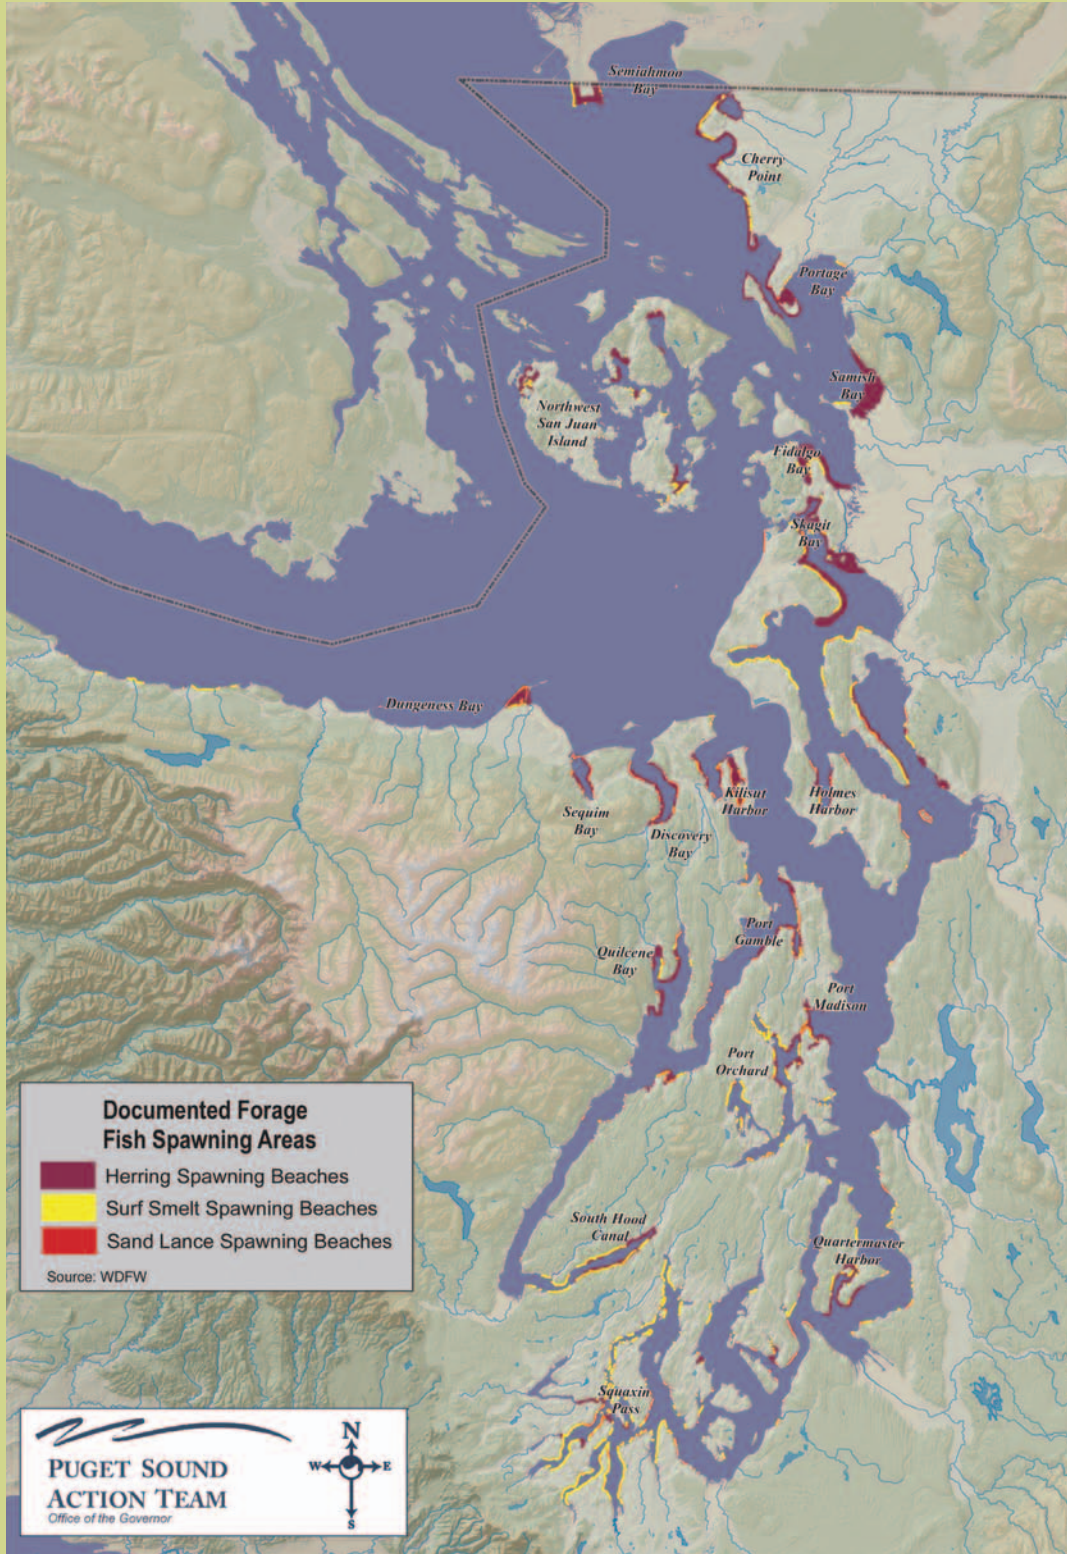 Semiahmoo
Bay
Cherry
Point
Portage
Bay
Samish
Bay
Northwest
San Juan
Island
Fidalgo
Bay
Skagit
Bay
Dungeness Bay
Sequim
Bay
Discovery
Bay
Kilisut
Harbor
Holmes
Harbor
Port
Gamble
Quilcene
Bay
Port
Madison
Port
Orchard
South Hood
Canal
Quartermaster
Harbor
Squaxin
Pass
Documented Forage
Fish Spawning Areas
Herring Spawning Beaches
Surf Smelt Spawning Beaches
Sand Lance Spawning Beaches
Source: WDFW
PUGET SOUND
ACTION TEAM
Office of the Governor
N
W E
S